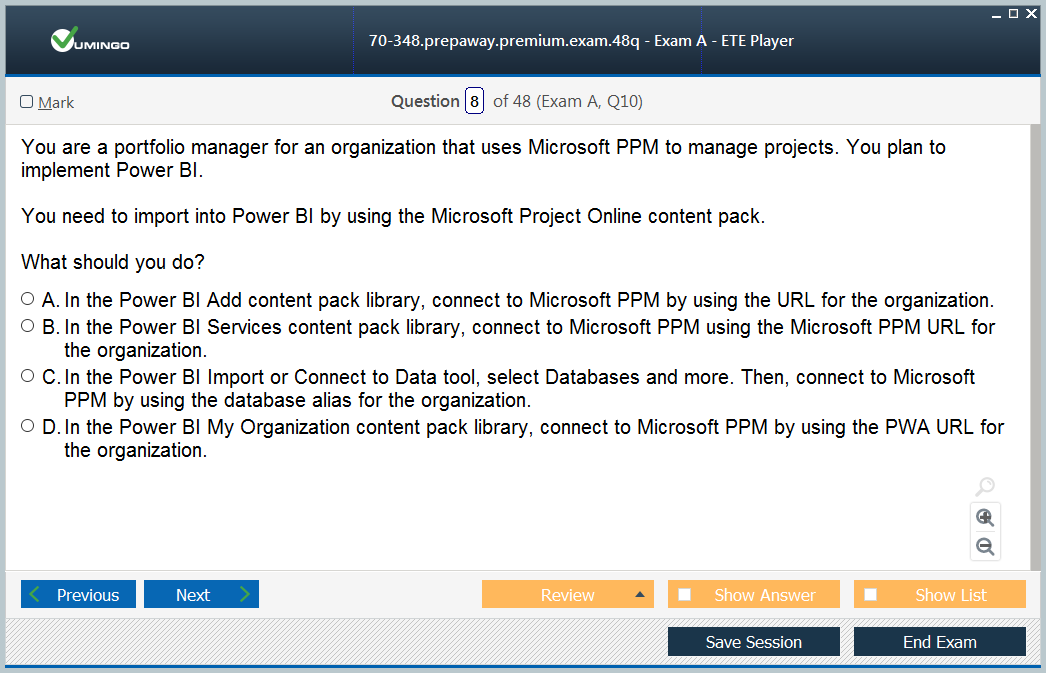 VUMINGO
70-348.prepaway.premium.exam.48q - Exam A - ETE Player
Mark
Question 8 of 48 (Exam A, Q10)
You are a portfolio manager for an organization that uses Microsoft PPM to manage projects. You plan to
implement Power BI.
You need to import into Power BI by using the Microsoft Project Online content pack.
What should you do?
A. In the Power BI Add content pack library, connect to Microsoft PPM by using the URL for the organization.
B. In the Power BI Services content pack library, connect to Microsoft PPM using the Microsoft PPM URL for
the organization.
C. In the Power BI Import or Connect to Data tool, select Databases and more. Then, connect to Microsoft
PPM by using the database alias for the organization.
D. In the Power BI My Organization content pack library, connect to Microsoft PPM by using the PWA URL for
the organization.
Previous
Next
Review
Show Answer
Show List
Save Session
End Exam